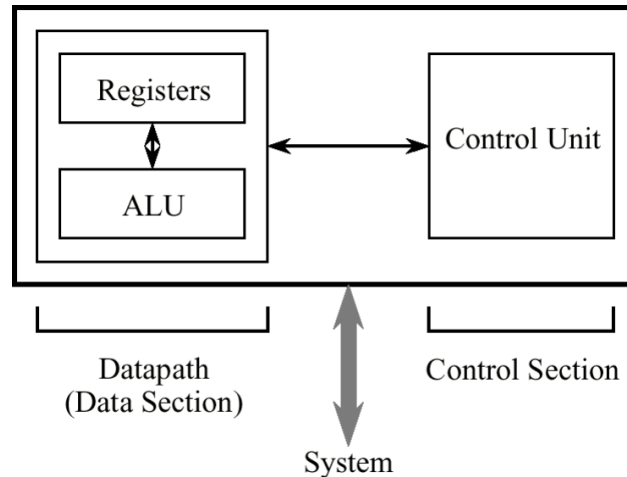 Registers
ALU
Control Unit
Datapath
(Data Section)
Control Section
System